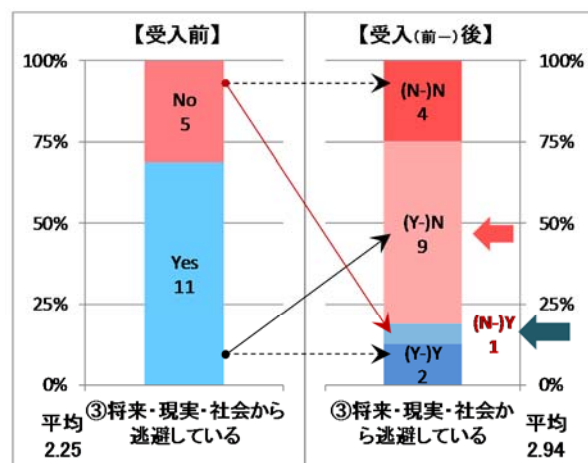 【受入前】
100%
75%
50%
25%
0%
No
5
Yes
11
③将来・現実・社会から
逃避している
平均
2.25
【受入(前ー)後】
(N-)N
4
(Y-)N
9
(N-)Y
1
(Y-)Y
2
100%
75%
50%
25%
0%
③将来・現実・社会か
ら逃避している
平均
2.94